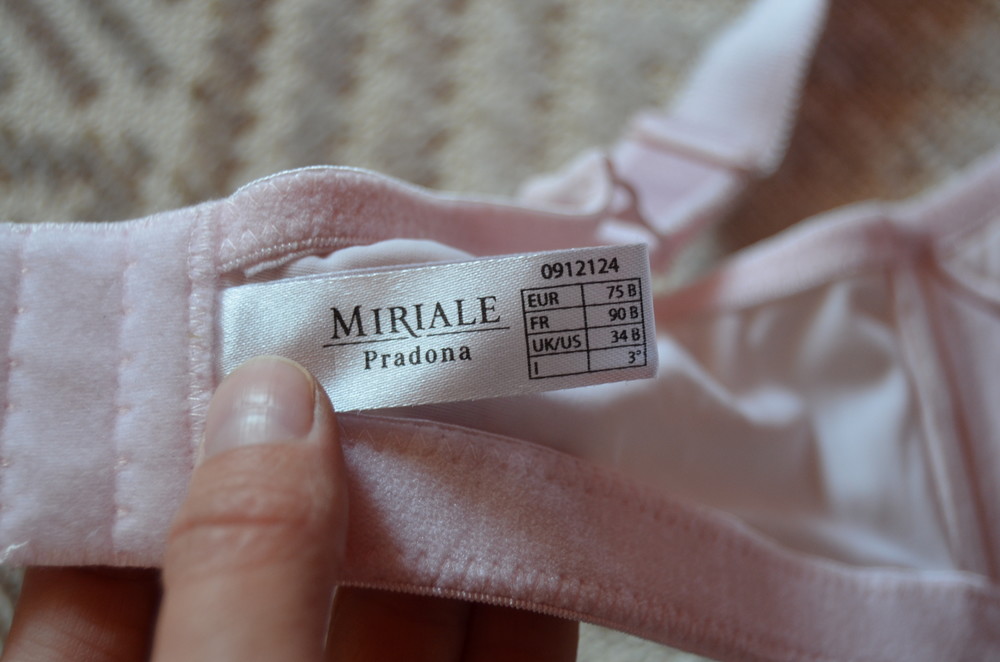 MIRIALE
Pradona
0912124
EUR 75 B
FR 90 B
UK/US 34 B
I 3°